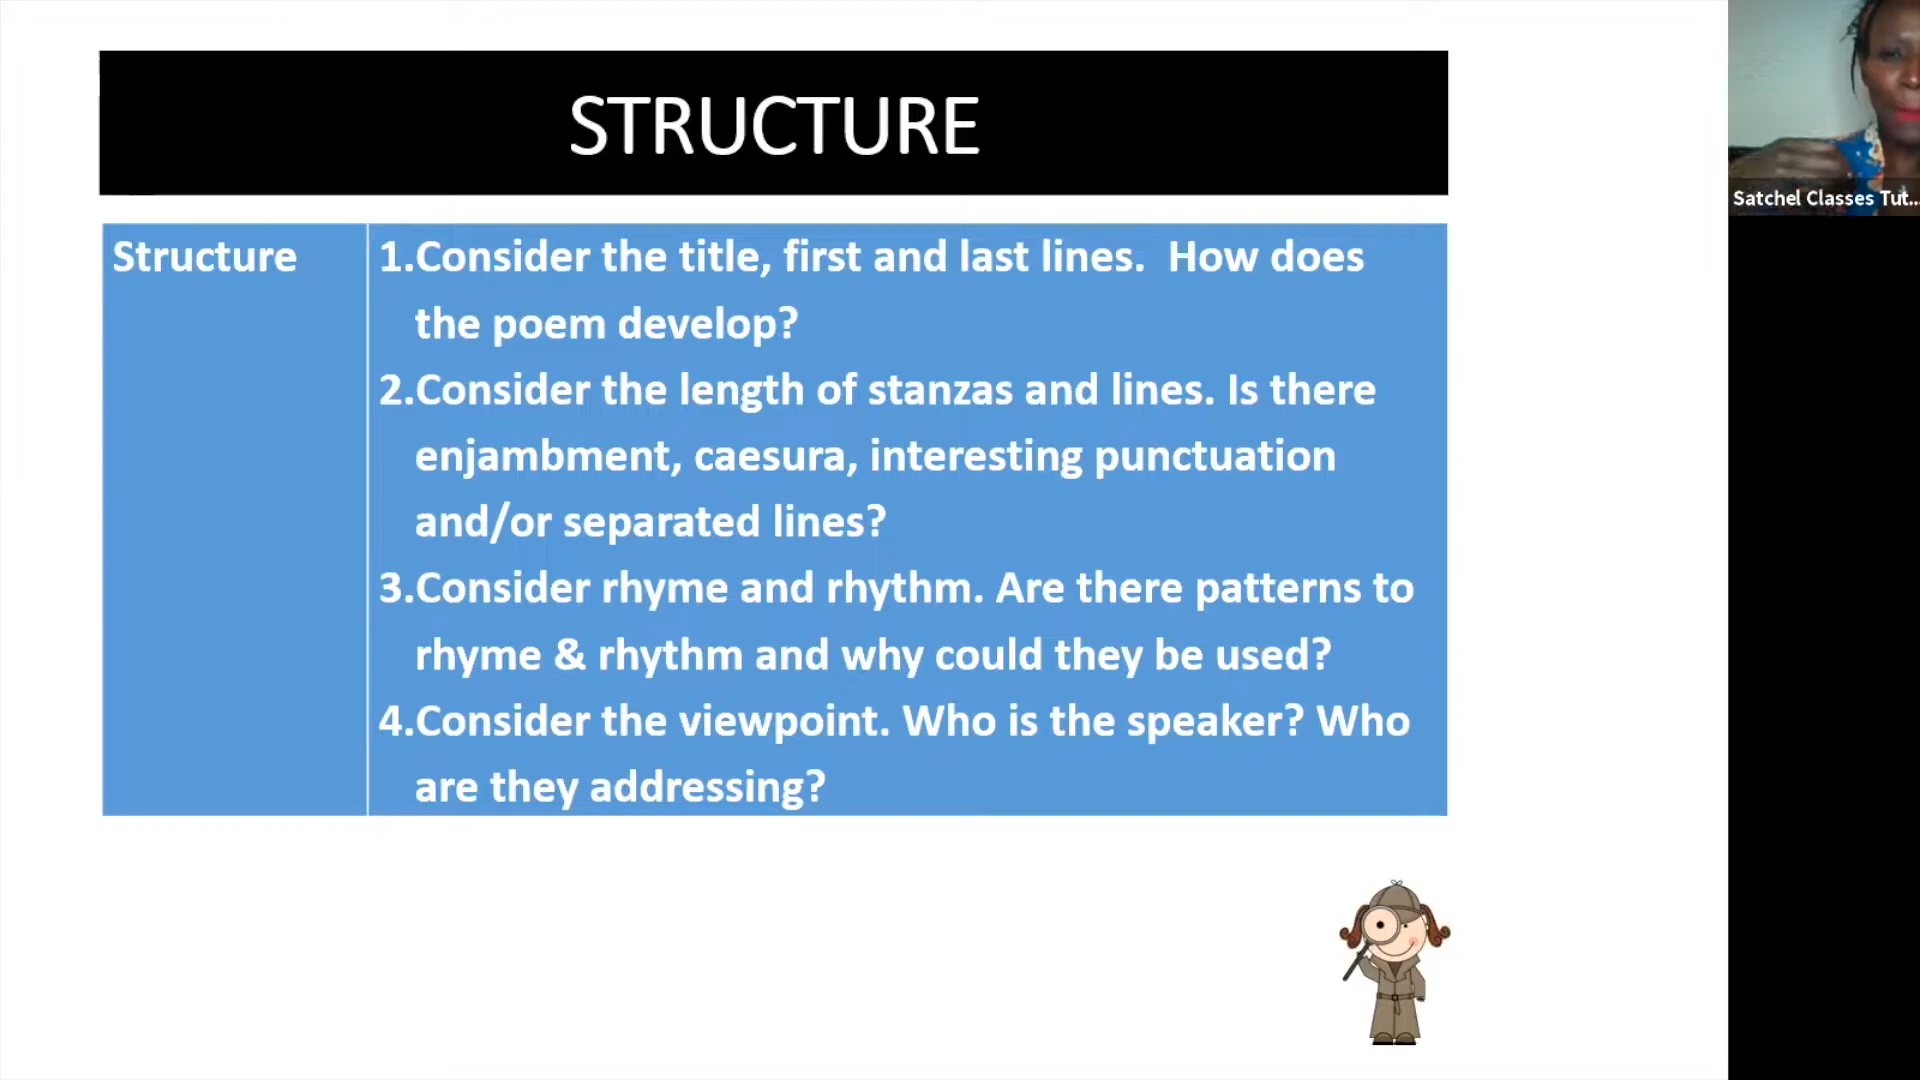 STRUCTURE
Structure
1.Consider the title, first and last lines.  How does
the poem develop?
2.Consider the length of stanzas and lines. Is there
enjambment, caesura, interesting punctuation
and/or separated lines?
3.Consider rhyme and rhythm. Are there patterns to
rhyme & rhythm and why could they be used?
4.Consider the viewpoint. Who is the speaker? Who
are they addressing?
Satchel Classes Tut...